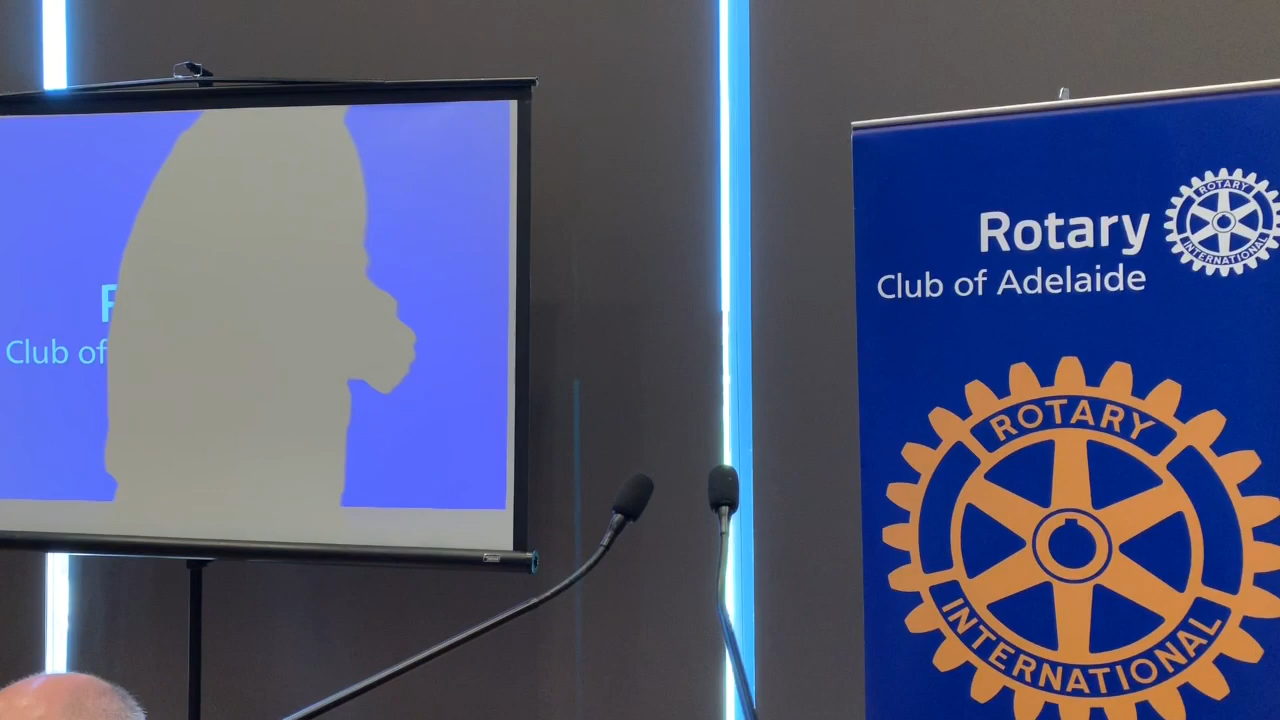 Club of
Rotary
Club of Adelaide
ROTARY
INTERNATIONAL
ROTARY
INTERNATIONAL